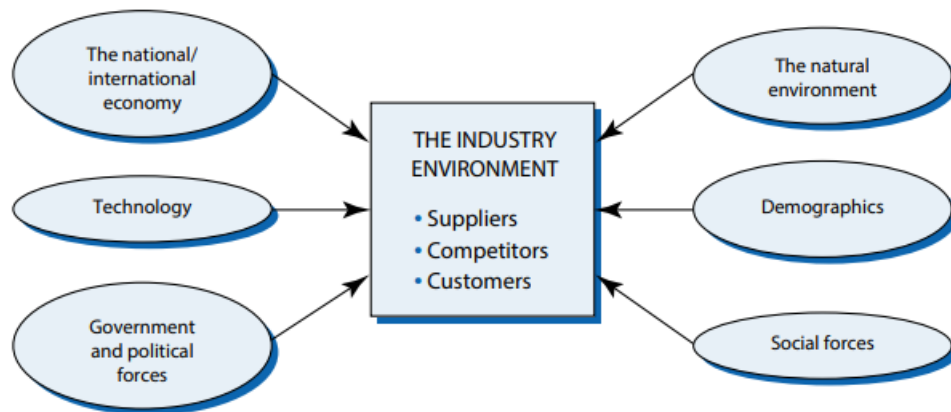 The national/
international
economy
Technology
Government
and political
forces
THE INDUSTRY
ENVIRONMENT
• Suppliers
• Competitors
• Customers
The natural
environment
Demographics
Social forces